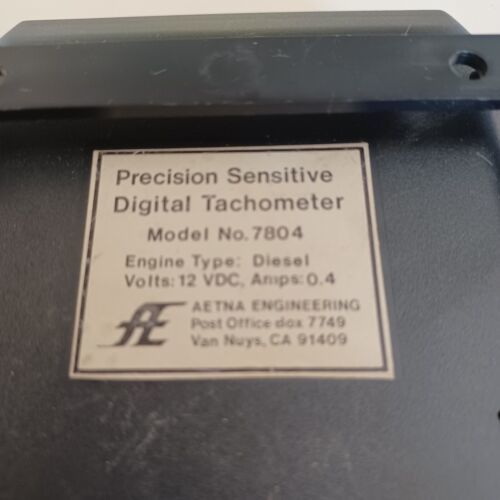 Precision Sensitive
Digital Tachometer
Model No. 7804
Engine Type: Diesel
Volts: 12 VDC, Amps: 0.4
AE
AETNA ENGINEERING
Post Office dox 7749
Van Nuys, CA 91409